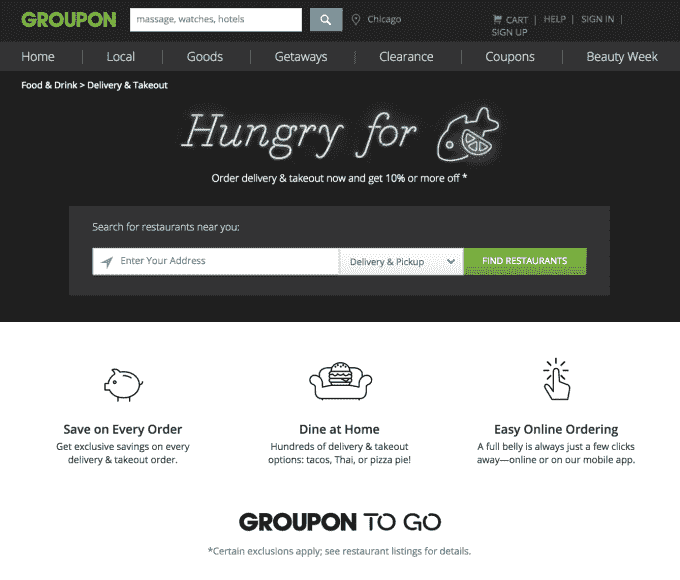 GROUPON
massage, watches, hotels
Chicago
CART | HELP | SIGN IN |
SIGN UP
Home | Local | Goods | Getaways | Clearance | Coupons | Beauty Week
Food & Drink > Delivery & Takeout
Hungry for
Order delivery & takeout now and get 10% or more off *
Search for restaurants near you:
Enter Your Address
Delivery & Pickup
FIND RESTAURANTS
Save on Every Order
Get exclusive savings on every
delivery & takeout order.
Dine at Home
Hundreds of delivery & takeout
options: tacos, Thai, or pizza pie!
Easy Online Ordering
A full belly is always just a few clicks
away—online or on our mobile app.
GROUPON TO GO
*Certain exclusions apply; see restaurant listings for details.